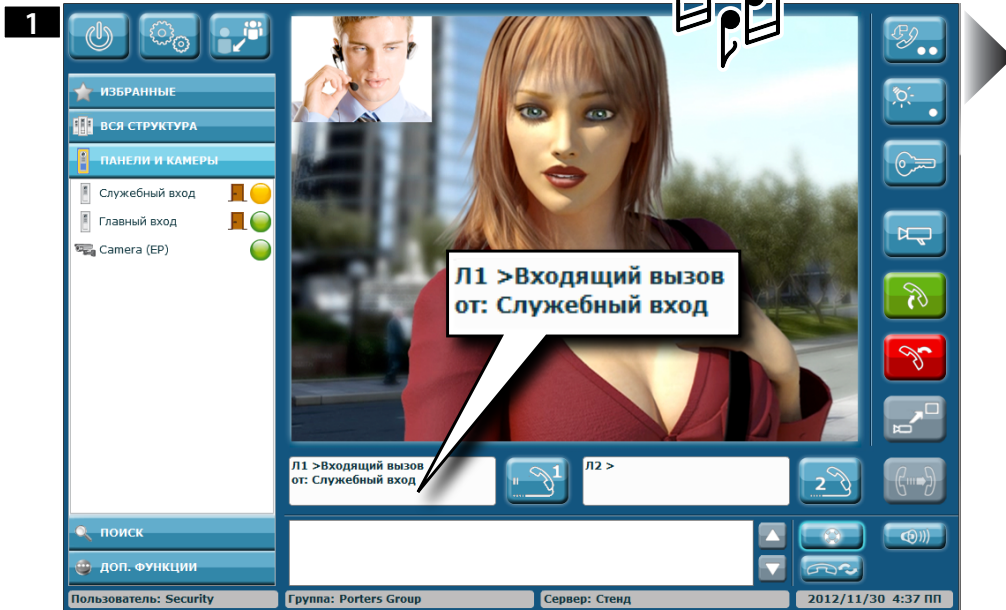 1
ИЗБРАННЫЕ
ВСЯ СТРУКТУРА
ПАНЕЛИ И КАМЕРЫ
Служебный вход
Главный вход
Camera (EP)
Л1 >Входящий вызов
от: Служебный вход
Л1 >Входящий вызов
от: Служебный вход
1
Л2 >
2
ПОИСК
ДОП. ФУНКЦИИ
Пользователь: Security
Группа: Porters Group
Сервер: Стенд
2012/11/30 4:37 ПП